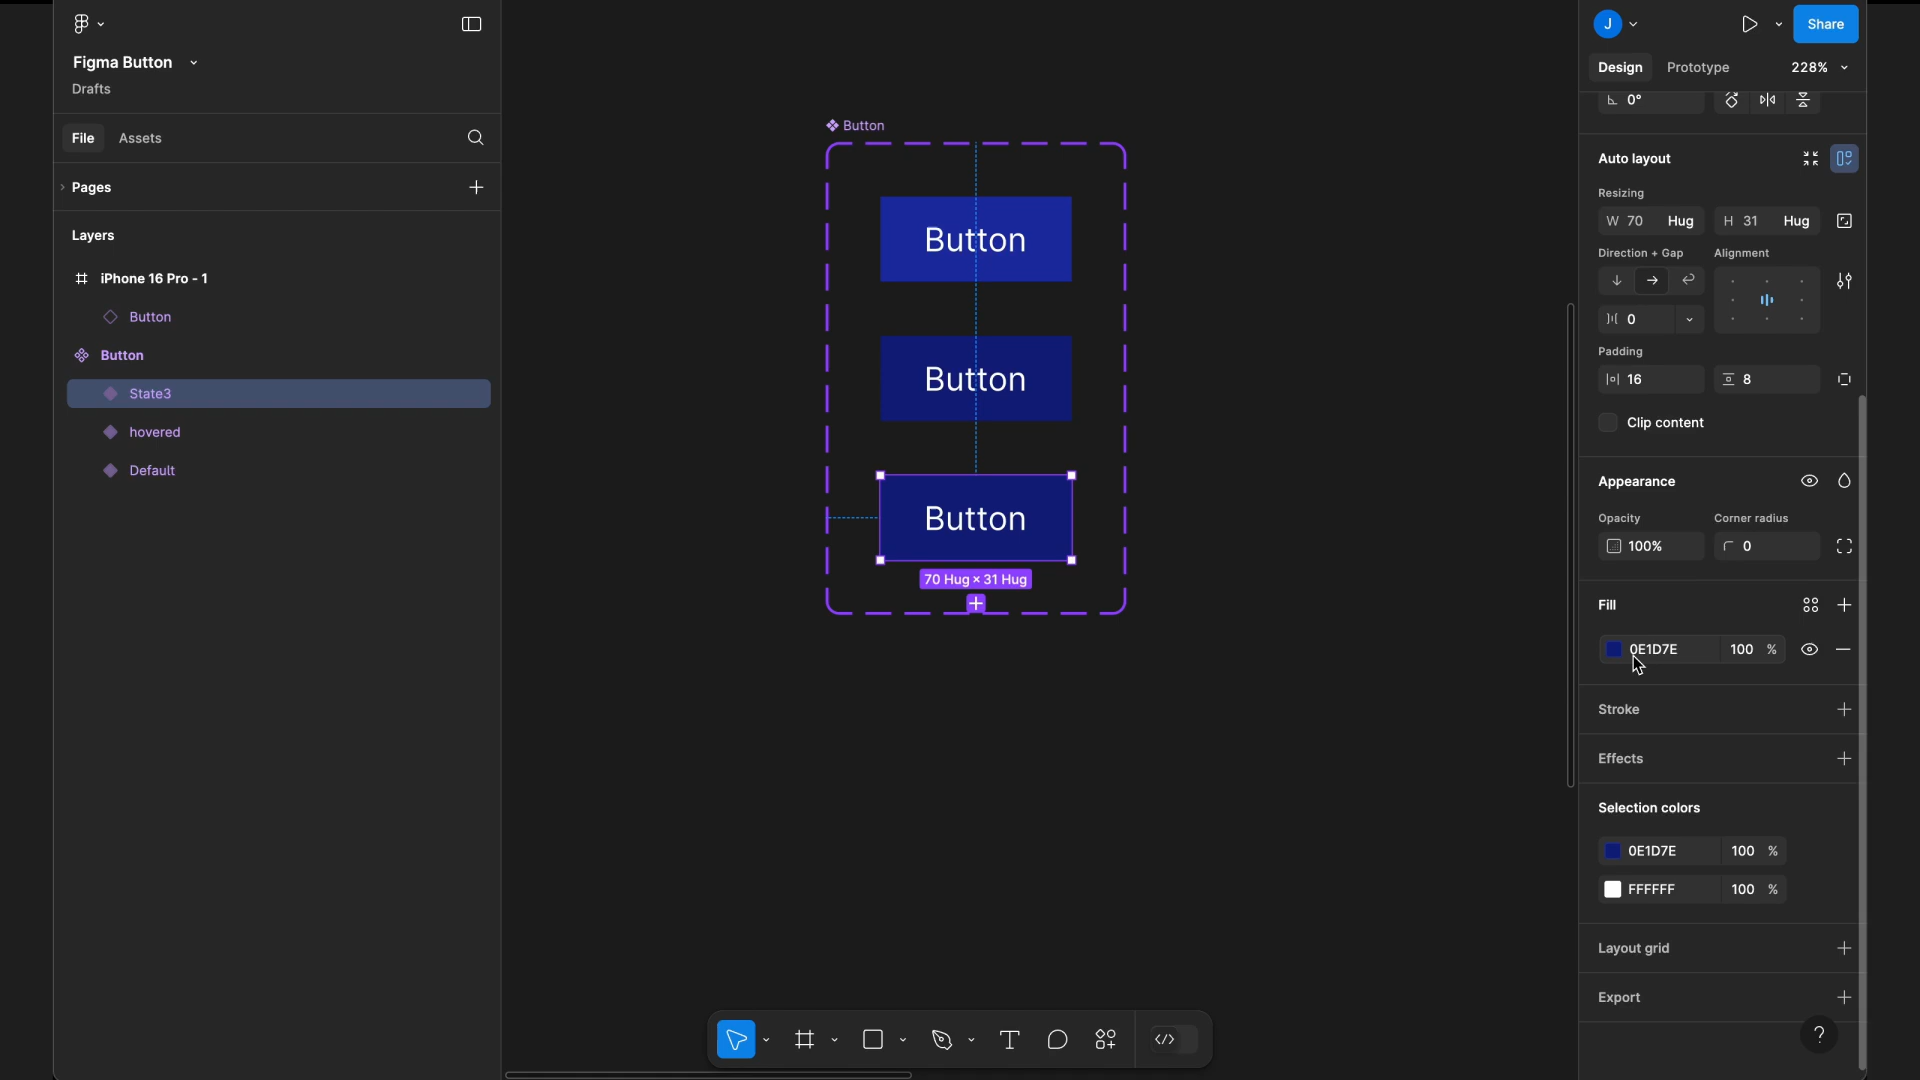 Figma Button
Drafts
File Assets
Pages
Layers
iPhone 16 Pro - 1
Button
Button
State3
hovered
Default
Button
Button
Button
Button
70 Hug × 31 Hug
J
Share
Design Prototype 228%
0°
Auto layout
Resizing
W 70 Hug H 31 Hug
Direction + Gap Alignment
0
Padding
16 8
Clip content
Appearance
Opacity Corner radius
100% 0
Fill
0E1D7E 100 %
Stroke
Effects
Selection colors
0E1D7E 100 %
FFFFFF 100 %
Layout grid
Export
?